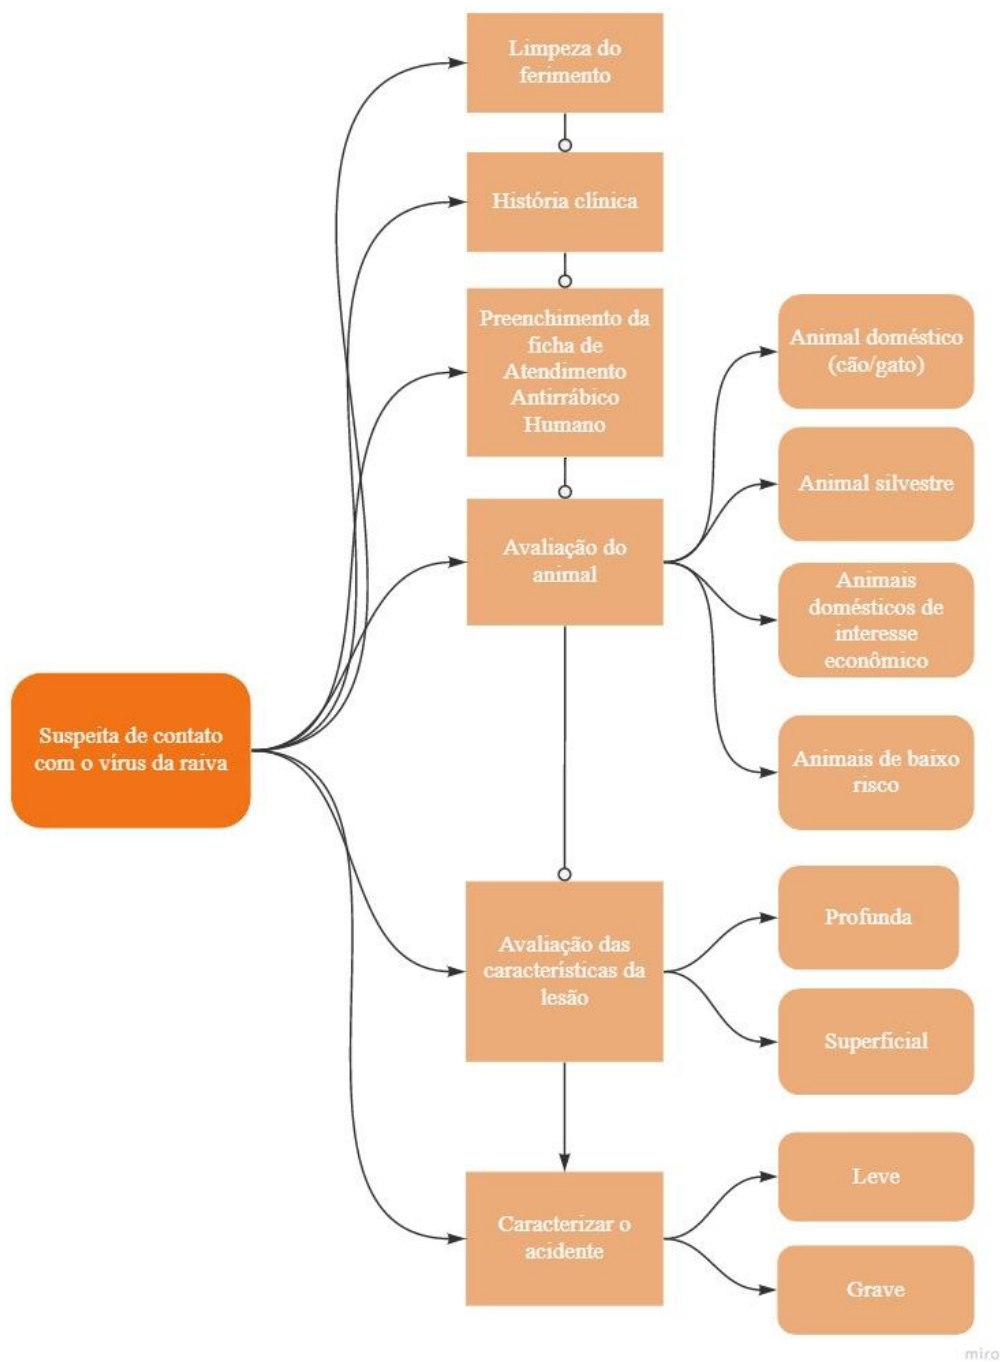 Limpeza do
ferimento
História clínica
Preenchimento da
ficha de
Atendimento
Antirrábico
Humano
Animal doméstico
(cão/gato)
Animal silvestre
Avaliação do
animal
Animais
domésticos de
interesse
econômico
Suspeita de contato
com o vírus da raiva
Animais de baixo
risco
Profunda
Avaliação das
características da
lesão
Superficial
Leve
Caracterizar o
acidente
Grave
miro